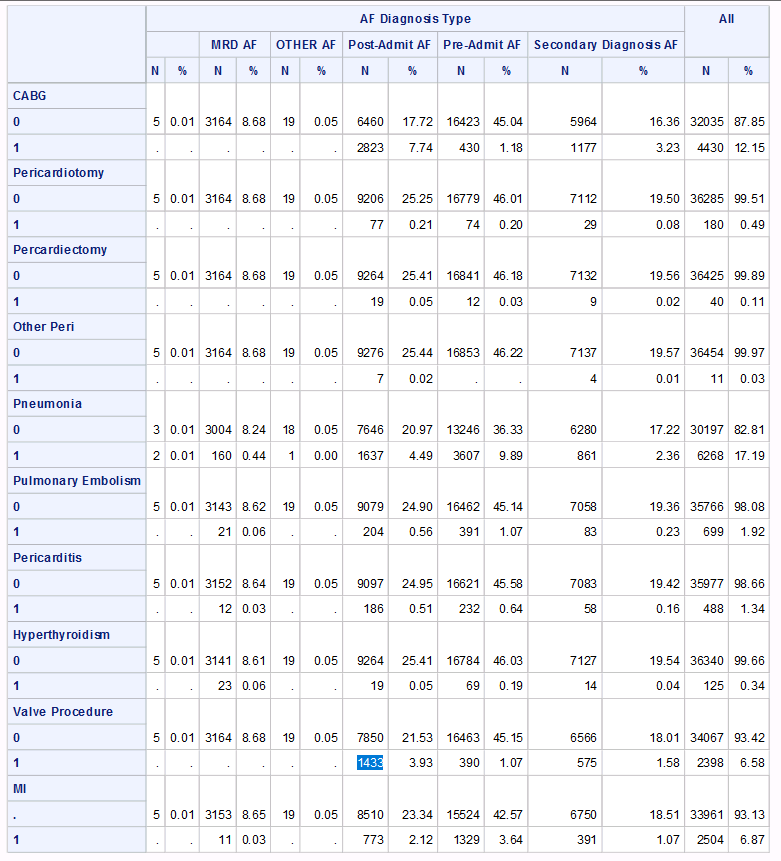 AF Diagnosis Type All
MRD AF OTHER AF Post-Admit AF Pre-Admit AF Secondary Diagnosis AF
N % N % N % N % N % N % N %
CABG
0 5 0.01 3164 8.68 19 0.05 6460 17.72 16423 45.04 5964 16.36 32035 87.85
1 . . . . . . 2823 7.74 430 1.18 1177 3.23 4430 12.15
Pericardiotomy
0 5 0.01 3164 8.68 19 0.05 9206 25.25 16779 46.01 7112 19.50 36285 99.51
1 . . . . . . 77 0.21 74 0.20 29 0.08 180 0.49
Percardiectomy
0 5 0.01 3164 8.68 19 0.05 9264 25.41 16841 46.18 7132 19.56 36425 99.89
1 . . . . . . 19 0.05 12 0.03 9 0.02 40 0.11
Other Peri
0 5 0.01 3164 8.68 19 0.05 9276 25.44 16853 46.22 7137 19.57 36454 99.97
1 . . . . . . 7 0.02 . . 4 0.01 11 0.03
Pneumonia
0 3 0.01 3004 8.24 18 0.05 7646 20.97 13246 36.33 6280 17.22 30197 82.81
1 2 0.01 160 0.44 1 0.00 1637 4.49 3607 9.89 861 2.36 6268 17.19
Pulmonary Embolism
0 5 0.01 3143 8.62 19 0.05 9079 24.90 16462 45.14 7058 19.36 35766 98.08
1 . . 21 0.06 . . 204 0.56 391 1.07 83 0.23 699 1.92
Pericarditis
0 5 0.01 3152 8.64 19 0.05 9097 24.95 16621 45.58 7083 19.42 35977 98.66
1 . . 12 0.03 . . 186 0.51 232 0.64 58 0.16 488 1.34
Hyperthyroidism
0 5 0.01 3141 8.61 19 0.05 9264 25.41 16784 46.03 7127 19.54 36340 99.66
1 . . 23 0.06 . . 19 0.05 69 0.19 14 0.04 125 0.34
Valve Procedure
0 5 0.01 3164 8.68 19 0.05 7850 21.53 16463 45.15 6566 18.01 34067 93.42
1 . . . . . . 1433 3.93 390 1.07 575 1.58 2398 6.58
MI
. 5 0.01 3153 8.65 19 0.05 8510 23.34 15524 42.57 6750 18.51 33961 93.13
1 . . 11 0.03 . . 773 2.12 1329 3.64 391 1.07 2504 6.87